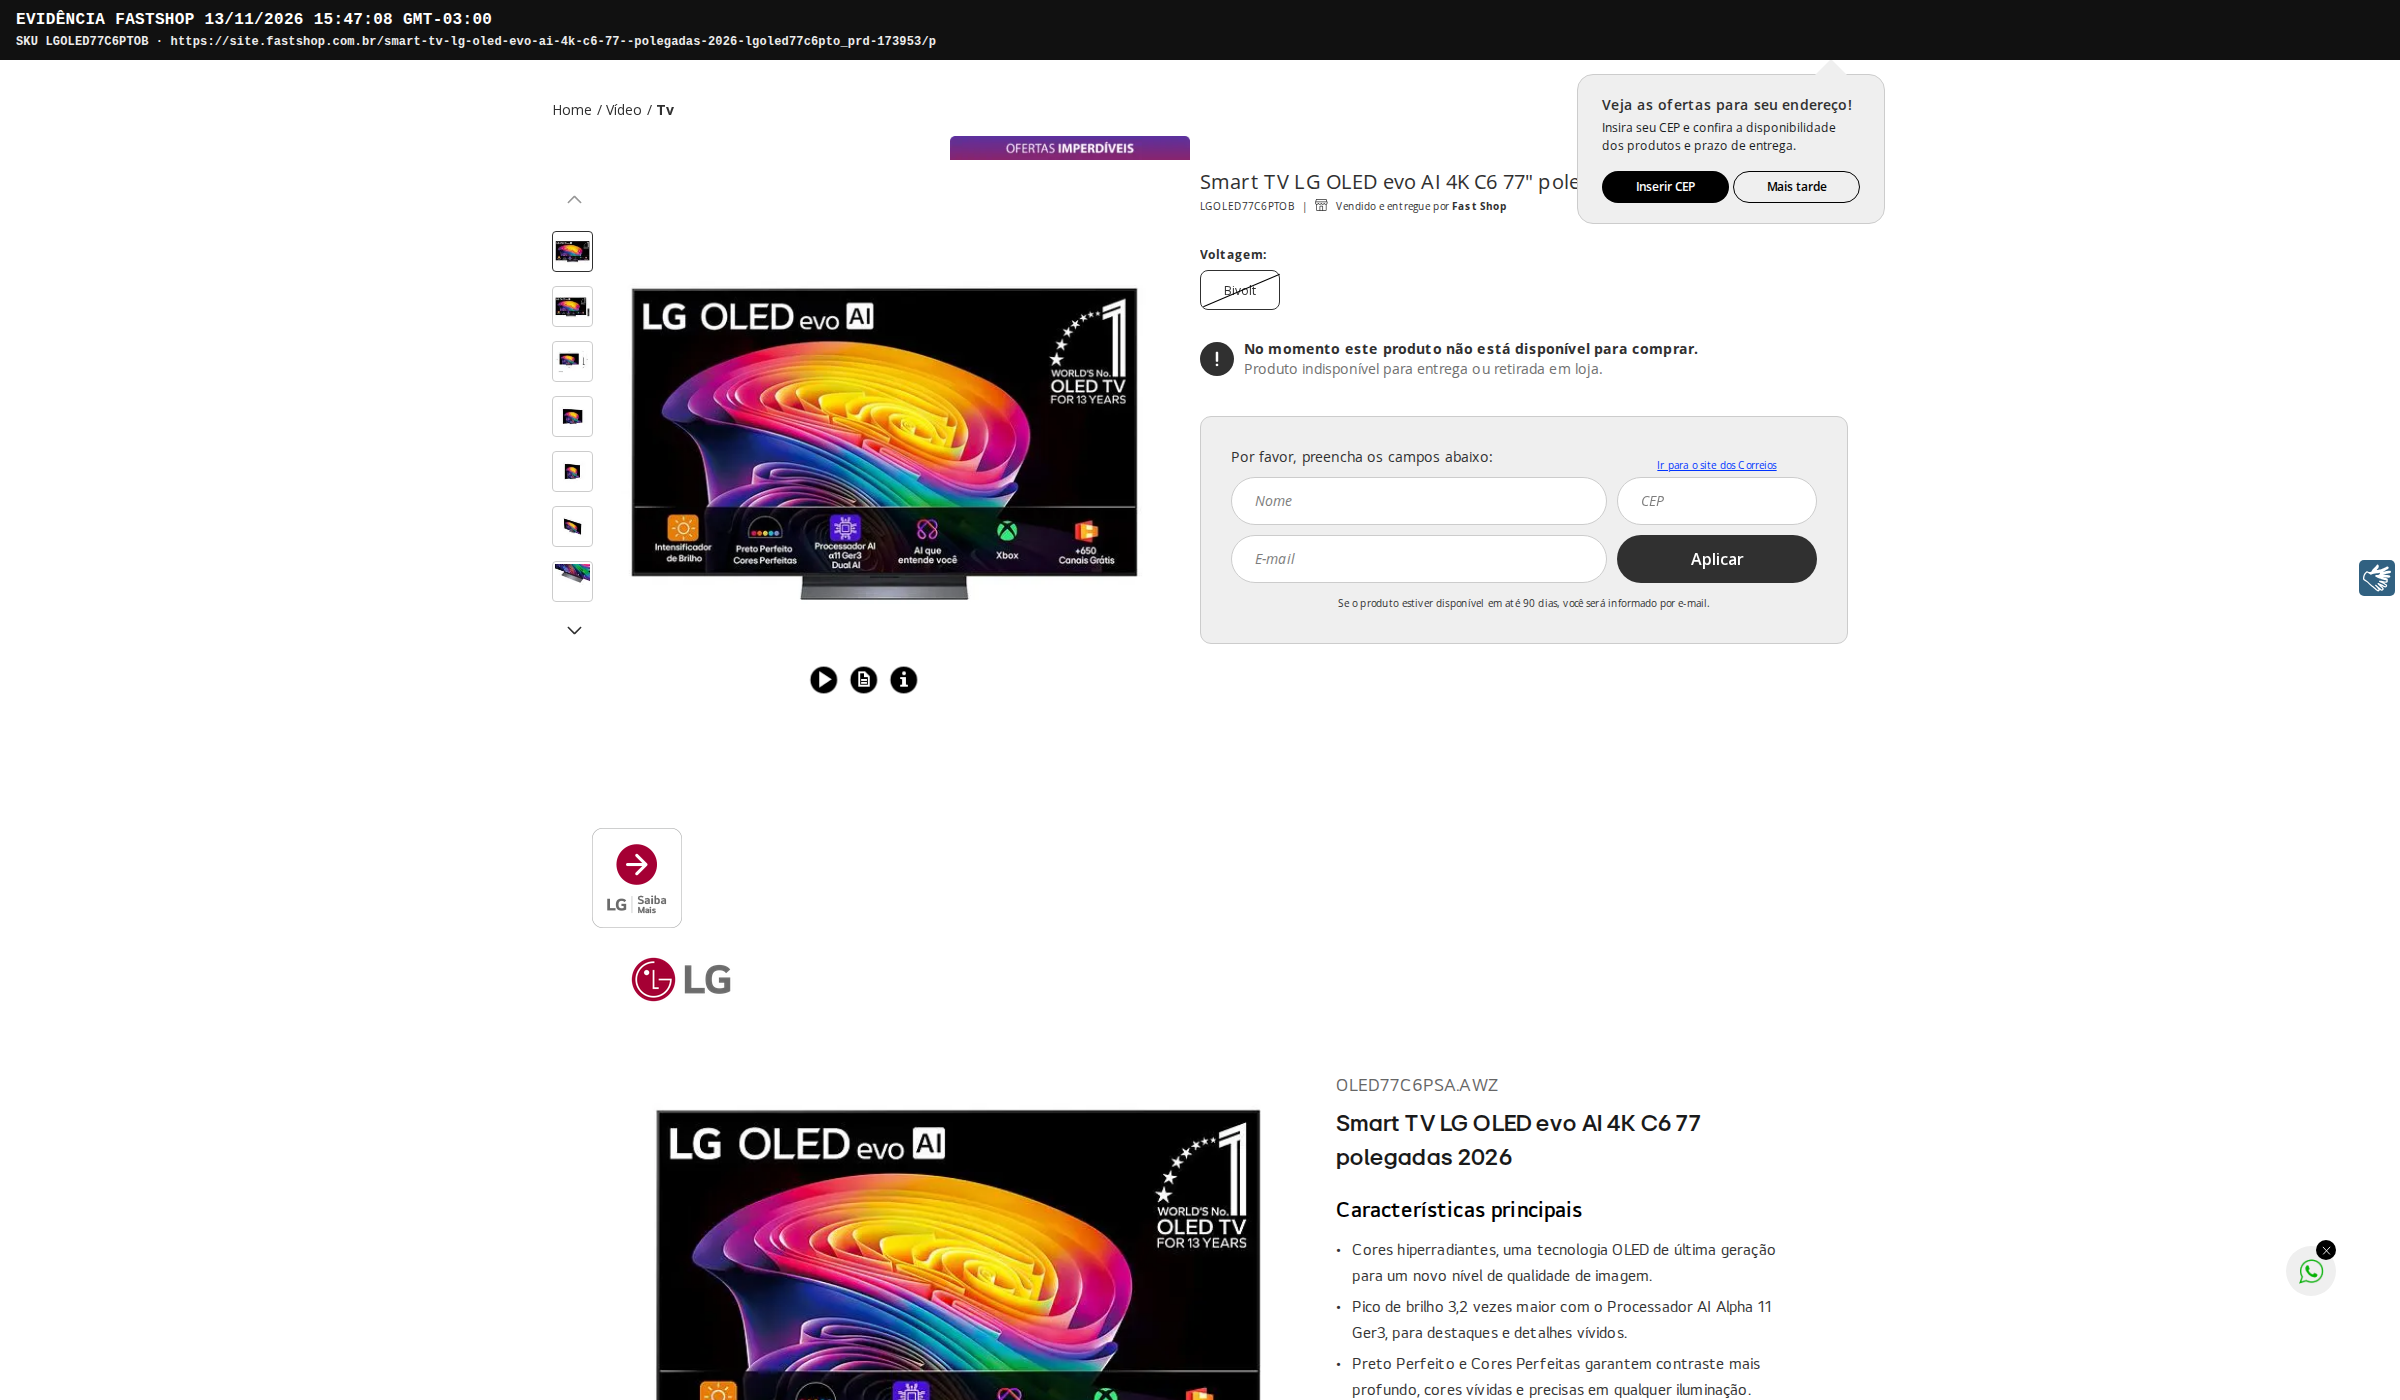 EVIDÊNCIA FASTSHOP 13/11/2026 15:47:08 GMT-03:00
SKU LGOLED77C6PTOB · https://site.fastshop.com.br/smart-tv-lg-oled-evo-ai-4k-c6-77--polegadas-2026-lgoled77c6pto_prd-173953/p
Home / Vídeo / Tv
Veja as ofertas para seu endereço!
Insira seu CEP e confira a disponibilidade
dos produtos e prazo de entrega.
Inserir CEP
Mais tarde
OFERTAS IMPERDÍVEIS
Smart TV LG OLED evo AI 4K C6 77" pole
LGOLED77C6PTOB | Vendido e entregue por Fast Shop
Voltagem:
Bivolt
No momento este produto não está disponível para comprar.
Produto indisponível para entrega ou retirada em loja.
Por favor, preencha os campos abaixo:
Ir para o site dos Correios
Nome
CEP
E-mail
Aplicar
Se o produto estiver disponível em até 90 dias, você será informado por e-mail.
LG OLED evo AI
1
WORLD'S No.
OLED TV
FOR 13 YEARS
Intensificador
de Brilho
Preto Perfeito
Cores Perfeitas
Processador AI
α11 Ger3
Dual AI
AI que
entende você
Xbox
+650
Canais Grátis
LG | Saiba
Mais
LG
OLED77C6PSA.AWZ
Smart TV LG OLED evo AI 4K C6 77
polegadas 2026
Características principais
• Cores hiperradiantes, uma tecnologia OLED de última geração
para um novo nível de qualidade de imagem.
• Pico de brilho 3,2 vezes maior com o Processador AI Alpha 11
Ger3, para destaques e detalhes vívidos.
• Preto Perfeito e Cores Perfeitas garantem contraste mais
profundo, cores vívidas e precisas em qualquer iluminação.
LG OLED evo AI
1
WORLD'S No.
OLED TV
FOR 13 YEARS